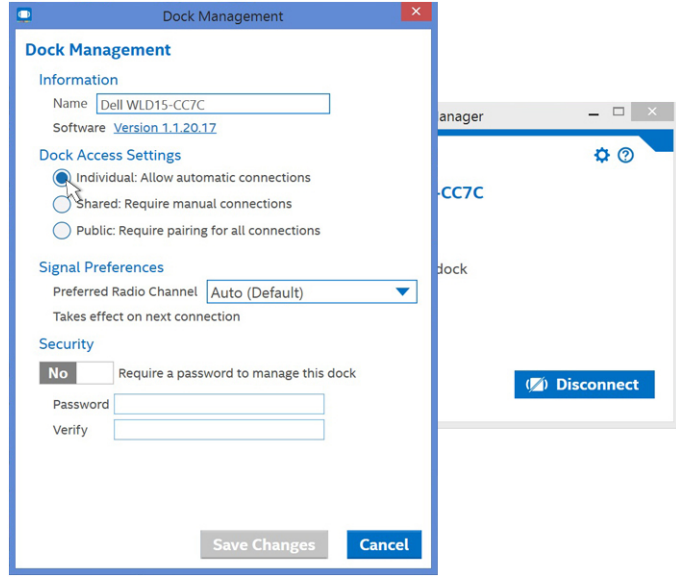 Dock Management
Dock Management
Information
Name Dell WLD15-CC7C
Software Version 1.1.20.17
Dock Access Settings
Individual: Allow automatic connections
Shared: Require manual connections
Public: Require pairing for all connections
Signal Preferences
Preferred Radio Channel Auto (Default)
Takes effect on next connection
Security
No Require a password to manage this dock
Password
Verify
Save Changes Cancel
anager
-CC7C
dock
Disconnect